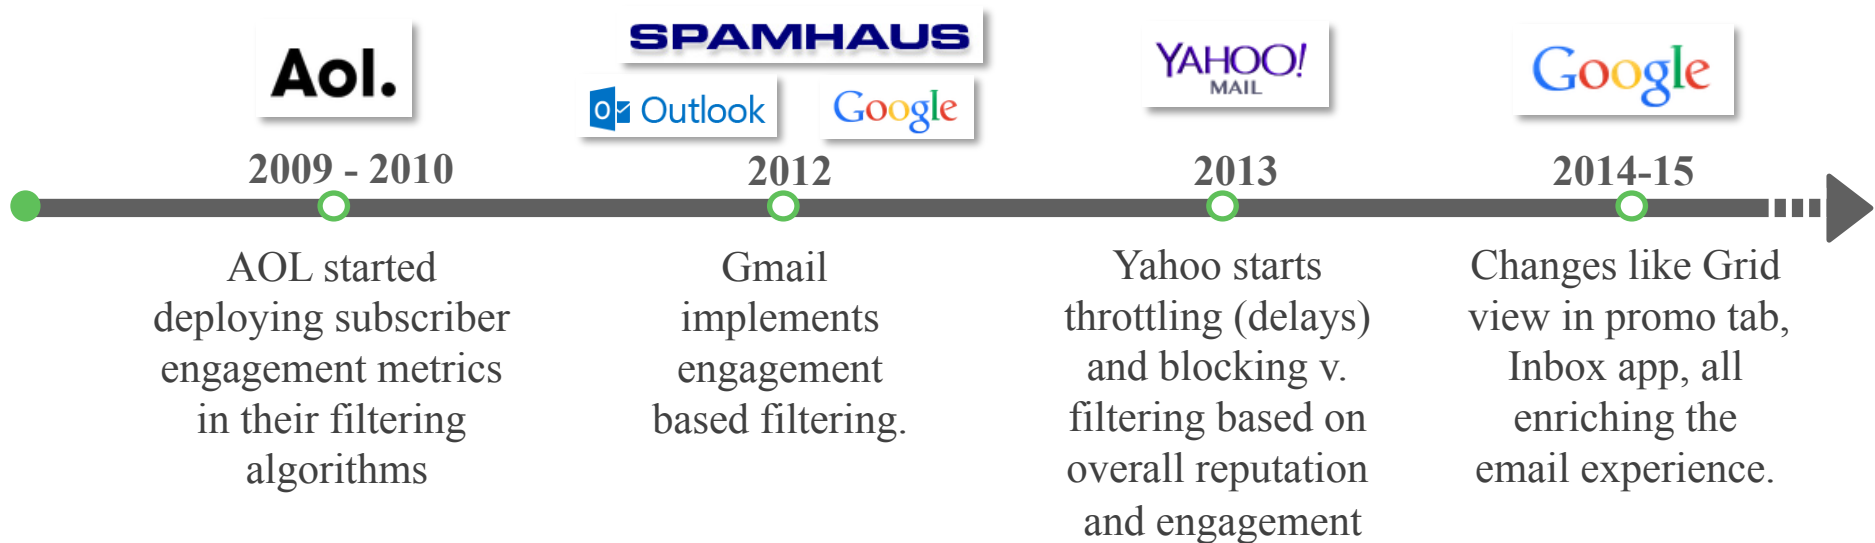 Aol.
2009 - 2010
AOL started
deploying subscriber
engagement metrics
in their filtering
algorithms
SPAMHAUS
Outlook
Google
2012
Gmail
implements
engagement
based filtering.
YAHOO!
MAIL
2013
Yahoo starts
throttling (delays)
and blocking v.
filtering based on
overall reputation
and engagement
Google
2014-15
Changes like Grid
view in promo tab,
Inbox app, all
enriching the
email experience.